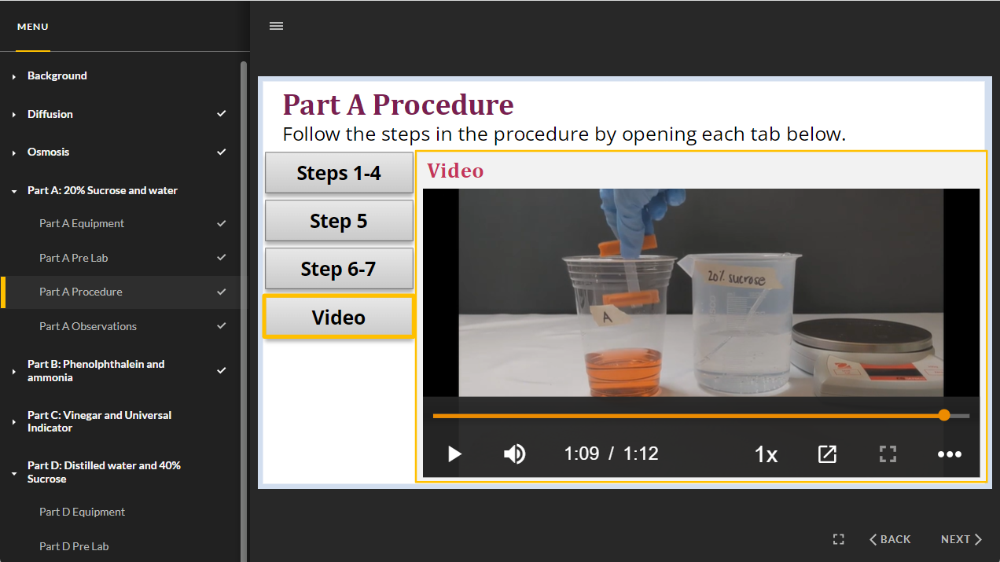 MENU
Background
Diffusion
Osmosis
Part A: 20% Sucrose and water
Part A Equipment
Part A Pre Lab
Part A Procedure
Part A Observations
Part B: Phenolphthalein and
ammonia
Part C: Vinegar and Universal
Indicator
Part D: Distilled water and 40%
Sucrose
Part D Equipment
Part D Pre Lab
Part A Procedure
Follow the steps in the procedure by opening each tab below.
Steps 1-4
Step 5
Step 6-7
Video
Video
20% sucrose
A
1:09 / 1:12
1x
BACK
NEXT